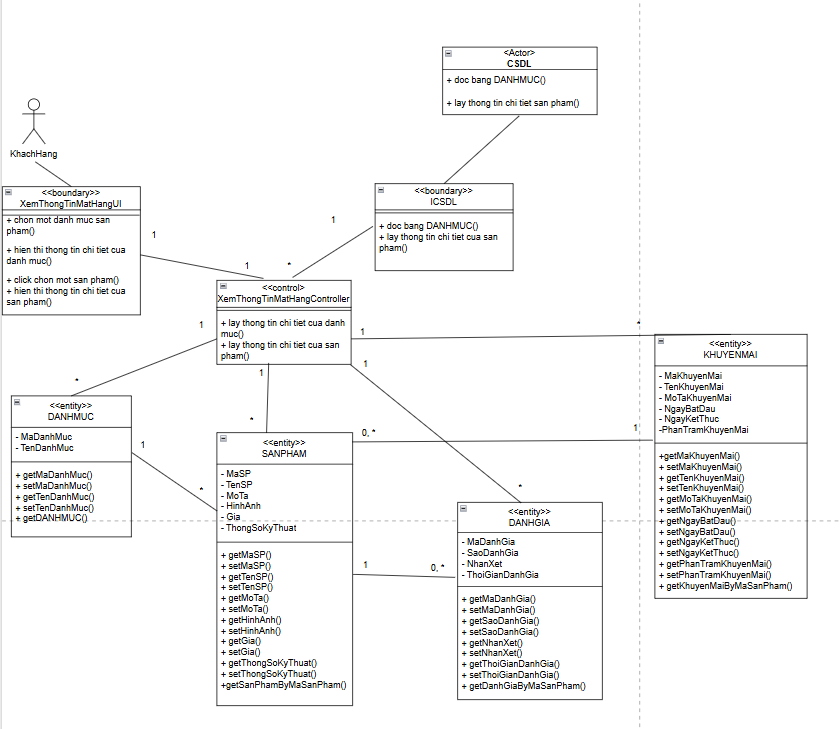 <Actor>
CSDL
+ doc bang DANHMUC()
+ lay thong tin chi tiet san pham()
KhachHang
<<boundary>>
XemThongTinMatHangUI
+ chon mot danh muc san
pham()
+ hien thi thong tin chi tiet cua
danh muc()
+ click chon mot san pham()
+ hien thi thong tin chi tiet cua
san pham()
<<boundary>>
ICSDL
+ doc bang DANHMUC()
+ lay thong tin chi tiet cua san
pham()
1
1
1
*
<<control>
XemThongTinMatHangController
+ lay thong tin chi tiet cua danh
muc()
+ lay thong tin chi tiet cua san
pham()
1
*
1
*
1
*
1
*
<<entity>>
KHUYENMAI
- MaKhuyenMai
- TenKhuyenMai
- MoTaKhuyenMai
- NgayBatDau
- NgayKetThuc
-PhanTramKhuyenMai
+getMaKhuyenMai()
+ setMaKhuyenMai()
+ getTenKhuyenMai()
+ setTenKhuyenMai()
+ getMoTaKhuyenMai()
+ setMoTaKhuyenMai()
+ getNgayBatDau()
+ setNgayBatDau()
+ getNgayKetThuc()
+ setNgayKetThuc()
+ getPhanTramKhuyenMai()
+ setPhanTramKhuyenMai()
+ getKhuyenMaiByMaSanPham()
<<entity>>
DANHMUC
- MaDanhMuc
- TenDanhMuc
+ getMaDanhMuc()
+ setMaDanhMuc()
+ getTenDanhMuc()
+ setTenDanhMuc()
+ getDANHMUC()
1
*
0, *
1
<<entity>>
SANPHAM
- MaSP
- TenSP
- MoTa
- HinhAnh
- Gia
- ThongSoKyThuat
+ getMaSP()
+ setMaSP()
+ getTenSP()
+ setTenSP()
+ getMoTa()
+ setMoTa()
+ getHinhAnh()
+ setHinhAnh()
+ getGia()
+ setGia()
+ getThongSoKyThuat()
+ setThongSoKyThuat()
+getSanPhamByMaSanPham()
1
0, *
<<entity>>
DANHGIA
- MaDanhGia
- SaoDanhGia
- NhanXet
- ThoiGianDanhGia
+ getMaDanhGia()
+ setMaDanhGia()
+ getSaoDanhGia()
+ setSaoDanhGia()
+ getNhanXet()
+ setNhanXet()
+ getThoiGianDanhGia()
+ setThoiGianDanhGia()
+ getDanhGiaByMaSanPham()